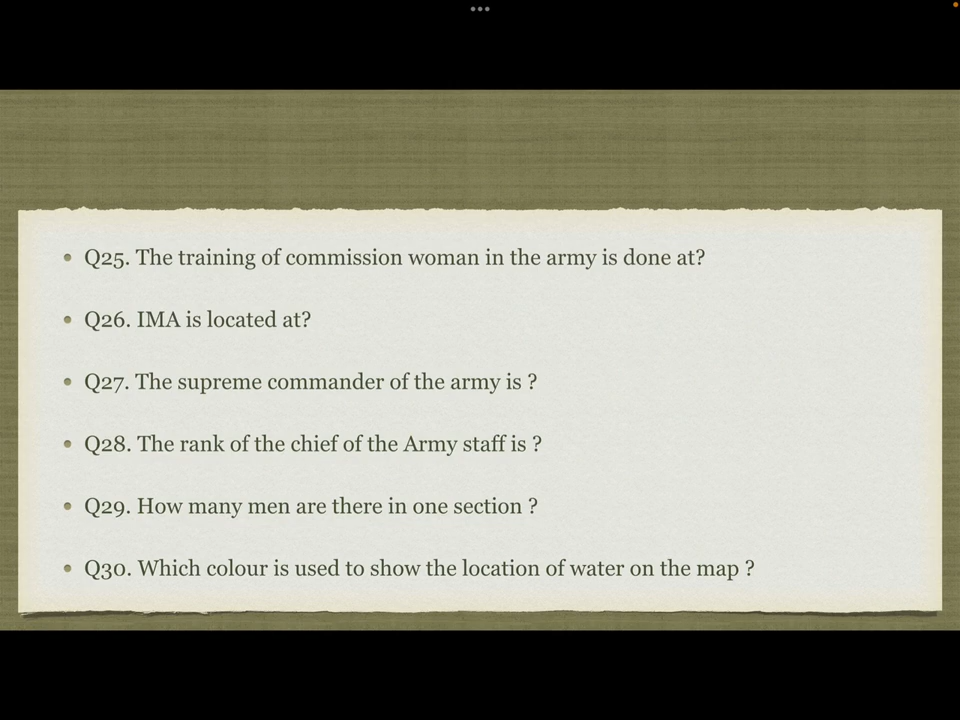 Q25. The training of commission woman in the army is done at?
Q26. IMA is located at?
Q27. The supreme commander of the army is ?
Q28. The rank of the chief of the Army staff is ?
Q29. How many men are there in one section ?
Q30. Which colour is used to show the location of water on the map ?